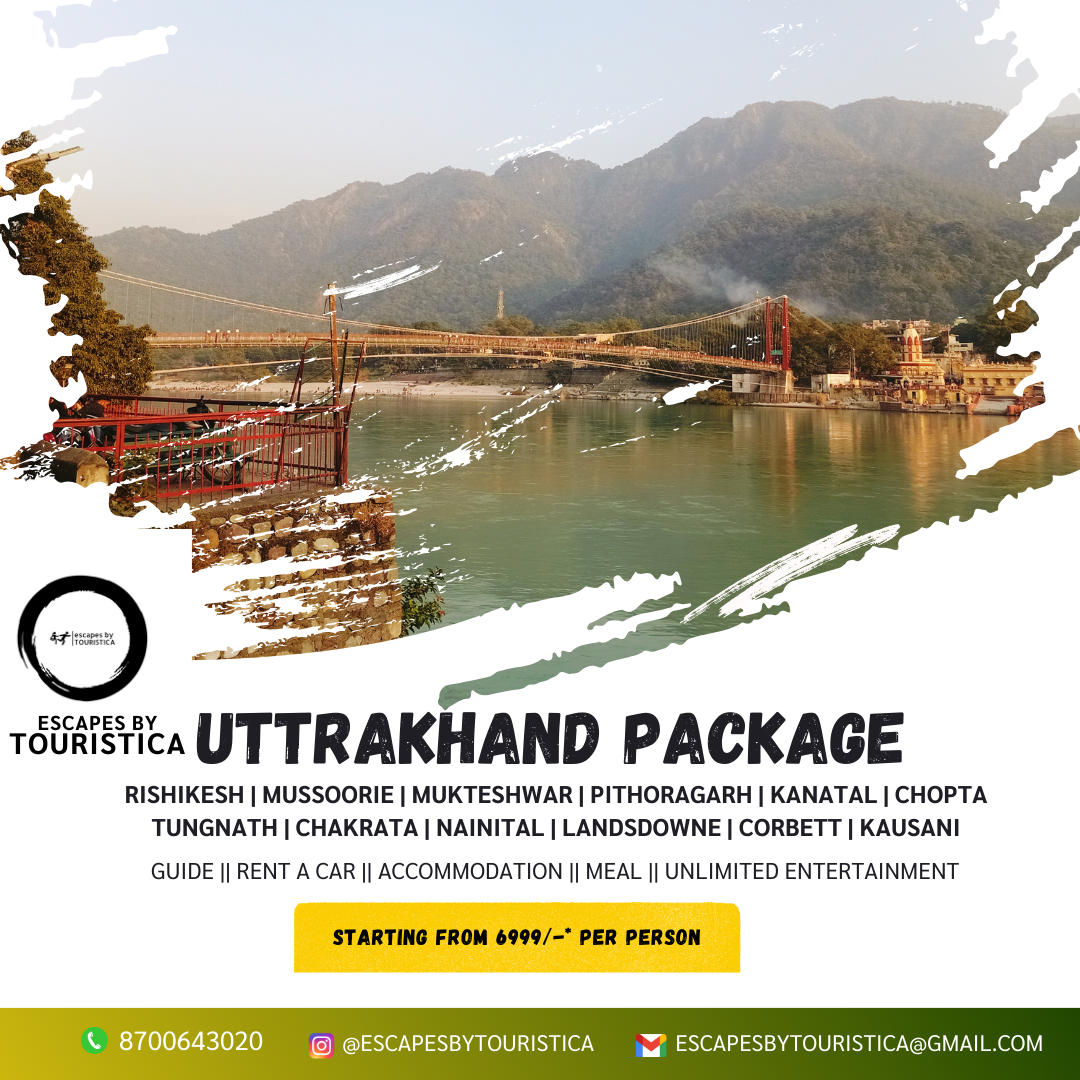 escapes by
TOURISTICA
ESCAPES BY
TOURISTICA
UTTRAKHAND PACKAGE
RISHIKESH | MUSSOORIE | MUKTESHWAR | PITHORAGARH | KANATAL | CHOPTA
TUNGNATH | CHAKRATA | NAINITAL | LANDSDOWNE | CORBETT | KAUSANI
GUIDE || RENT A CAR || ACCOMMODATION || MEAL || UNLIMITED ENTERTAINMENT
STARTING FROM 6999/-* PER PERSON
8700643020 @ESCAPESBYTOURISTICA ESCAPESBYTOURISTICA@GMAIL.COM